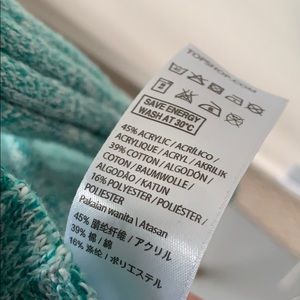 TOPSHOP.COM
SAVE ENERGY
WASH AT 30°C
45% ACRYLIC / ACRÍLICO /
ACRYLIQUE / ACRYL / AKRILIK
39% COTTON / ALGODÓN /
COTON / BAUMWOLLE /
ALGODÃO / KATUN
16% POLYESTER / POLIÉSTER /
POLIESTER
Pakaian wanita \ Atasan
45% 腈纶纤维 / アクリル
39% 棉 / 綿
16% 涤纶 / ポリエステル